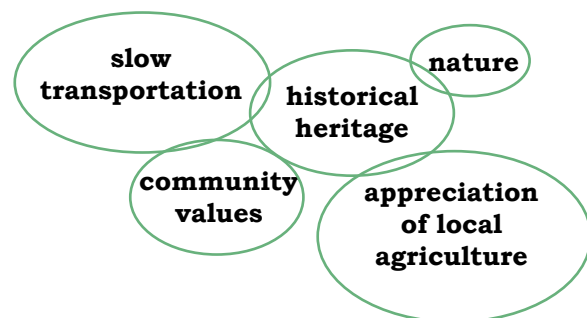 slow
transportation
historical
heritage
nature
community
values
appreciation
of local
agriculture